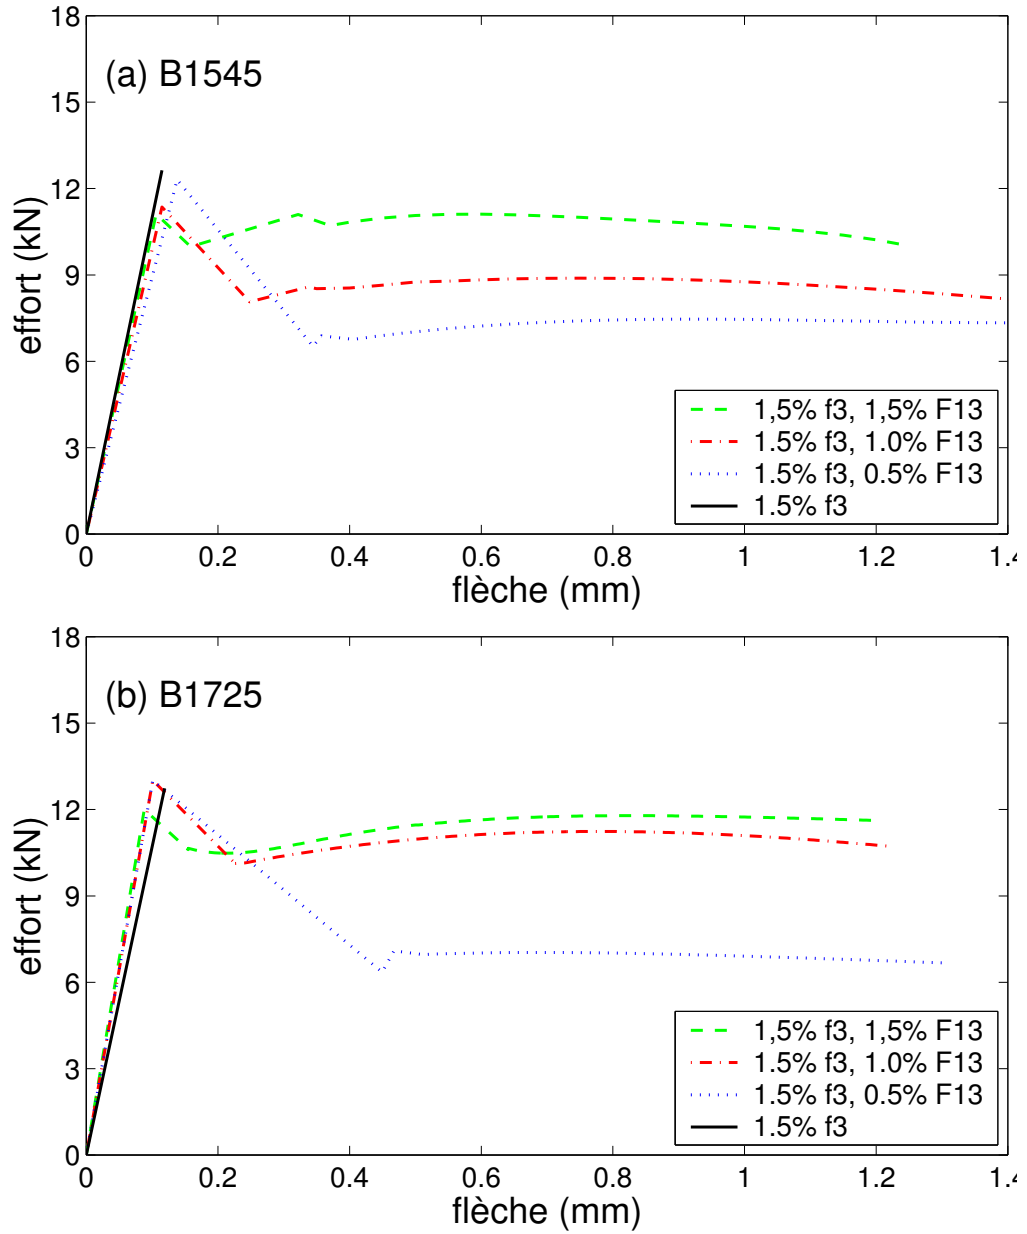 18
(a) B1545
15
12
effort (kN)
9
6
3
0
1,5% f3, 1,5% F13
1.5% f3, 1.0% F13
1.5% f3, 0.5% F13
1.5% f3
0 0.2 0.4 0.6 0.8 1 1.2 1.4
flèche (mm)
18
(b) B1725
15
12
effort (kN)
9
6
3
0
1,5% f3, 1,5% F13
1.5% f3, 1.0% F13
1.5% f3, 0.5% F13
1.5% f3
0 0.2 0.4 0.6 0.8 1 1.2 1.4
flèche (mm)